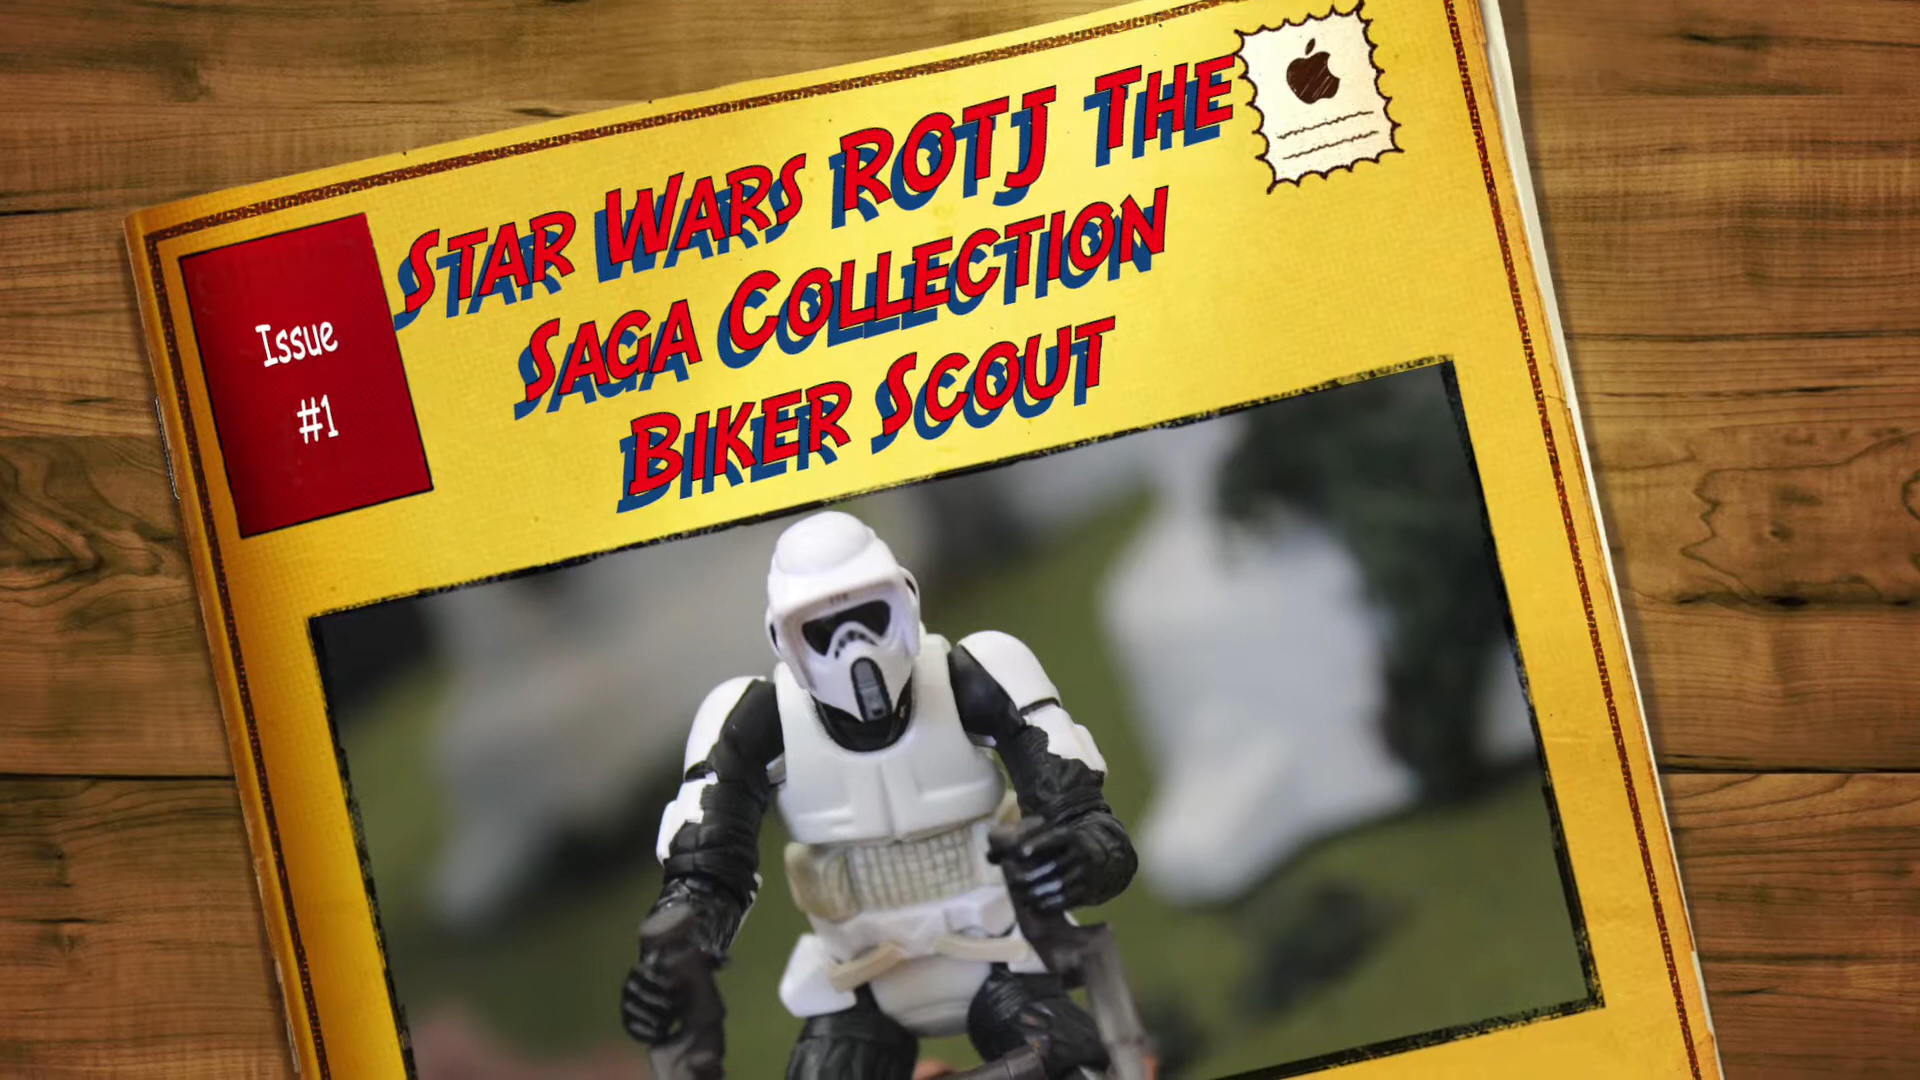 Issue
#1
Star Wars ROTJ The
Saga Collection
Biker Scout